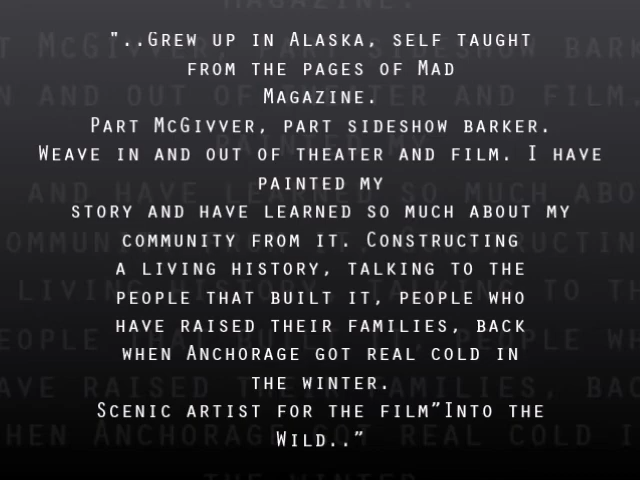 "..Grew up in Alaska, self taught
from the pages of Mad
Magazine.
Part McGivver, part sideshow barker.
Weave in and out of theater and film. I have
painted my
story and have learned so much about my
community from it. Constructing
a living history, talking to the
people that built it, people who
have raised their families, back
when Anchorage got real cold in
the winter.
Scenic artist for the film”Into the
Wild..”